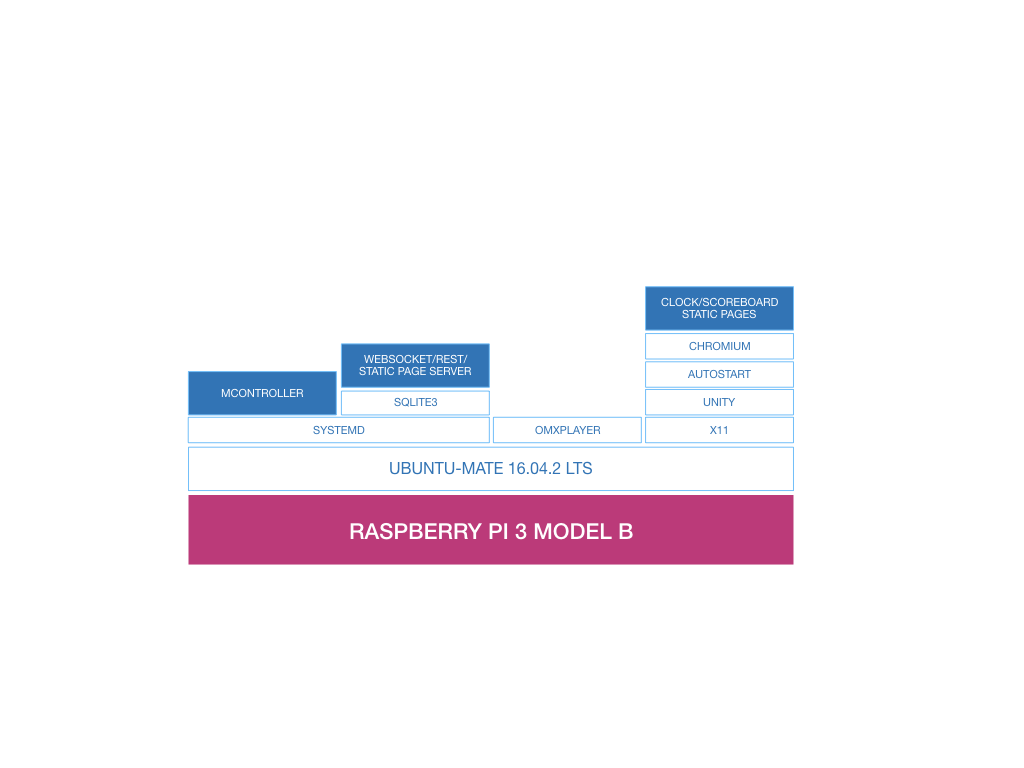 CLOCK/SCOREBOARD
STATIC PAGES
CHROMIUM
WEBSOCKET/REST/
STATIC PAGE SERVER
AUTOSTART
MCONTROLLER
SQLITE3
UNITY
SYSTEMD
OMXPLAYER
X11
UBUNTU-MATE 16.04.2 LTS
RASPBERRY PI 3 MODEL B